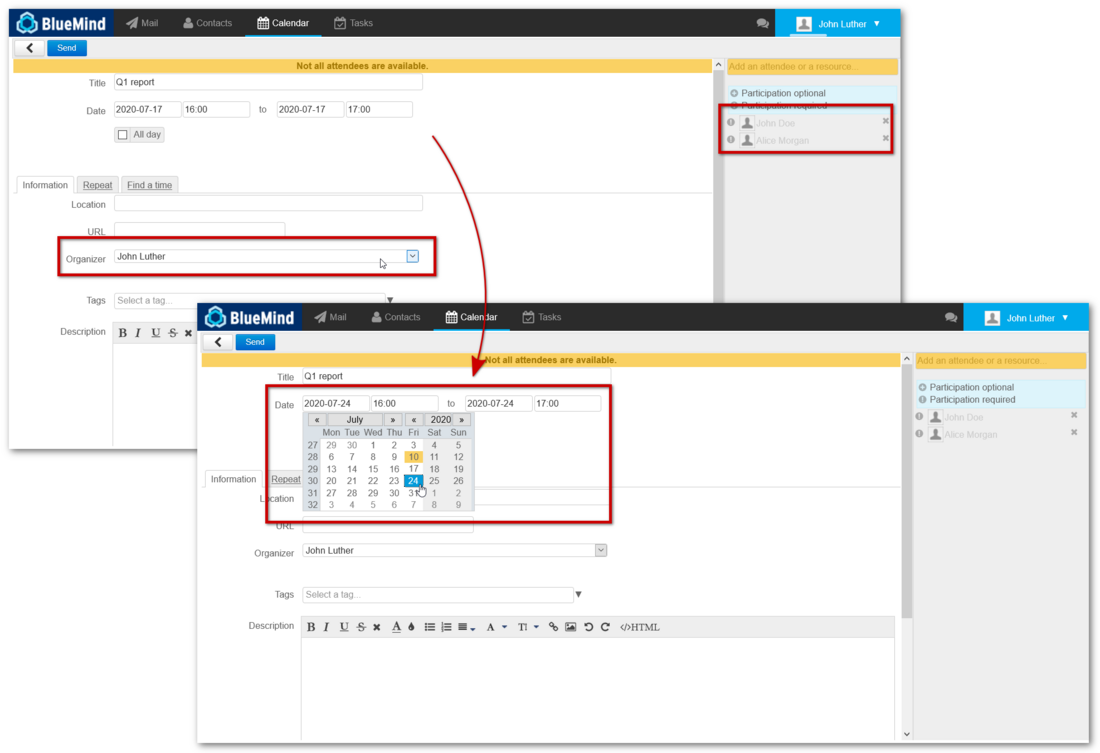 BlueMind Mail Contacts Calendar Tasks John Luther ▼
Send
Not all attendees are available.
Add an attendee or a resource...
Title Q1 report
Participation optional
Participation required
Date 2020-07-17 16:00 to 2020-07-17 17:00
John Doe
All day
Alice Morgan
Information Repeat Find a time
Location
URL
Organizer John Luther
Tags Select a tag...
Description B I U S
BlueMind Mail Contacts Calendar Tasks John Luther ▼
Send
Not all attendees are available.
Add an attendee or a resource...
Title Q1 report
Participation optional
Participation required
Date 2020-07-24 16:00 to 2020-07-24 17:00
John Doe
Alice Morgan
« July » « 2020 »
Mon Tue Wed Thu Fri Sat Sun
27 29 30 1 2 3 4 5
28 6 7 8 9 10 11 12
29 13 14 15 16 17 18 19
30 20 21 22 23 24 25 26
31 27 28 29 30 31 1 2
32 3 4 5 6 7 8 9
Information Repeat
Location
URL
Organizer John Luther
Tags Select a tag...
Description B I U S A A TI </>HTML